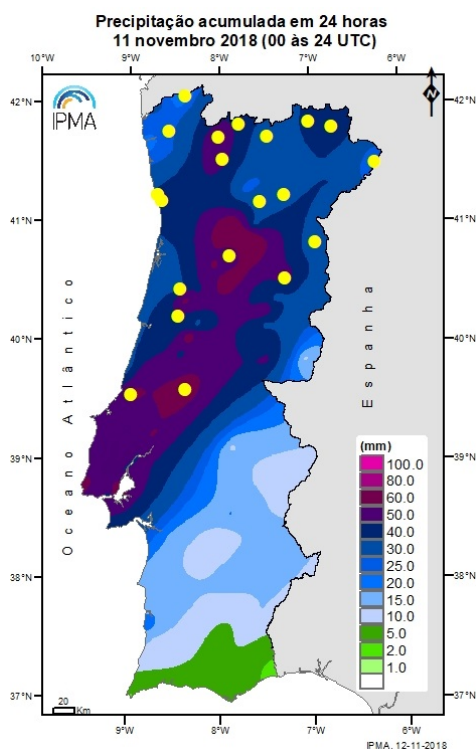 Precipitação acumulada em 24 horas
11 novembro 2018 (00 às 24 UTC)
10°W 9°W 8°W 7°W 6°W
42°N 42°N
IPMA
41°N 41°N
40°N 40°N
39°N 39°N
38°N 38°N
37°N 37°N
Oceano Atlântico
Espanha
N
(mm)
100.0
80.0
60.0
50.0
40.0
30.0
25.0
20.0
15.0
10.0
5.0
2.0
1.0
20
Km
9°W 8°W 7°W 6°W
IPMA. 12-11-2018